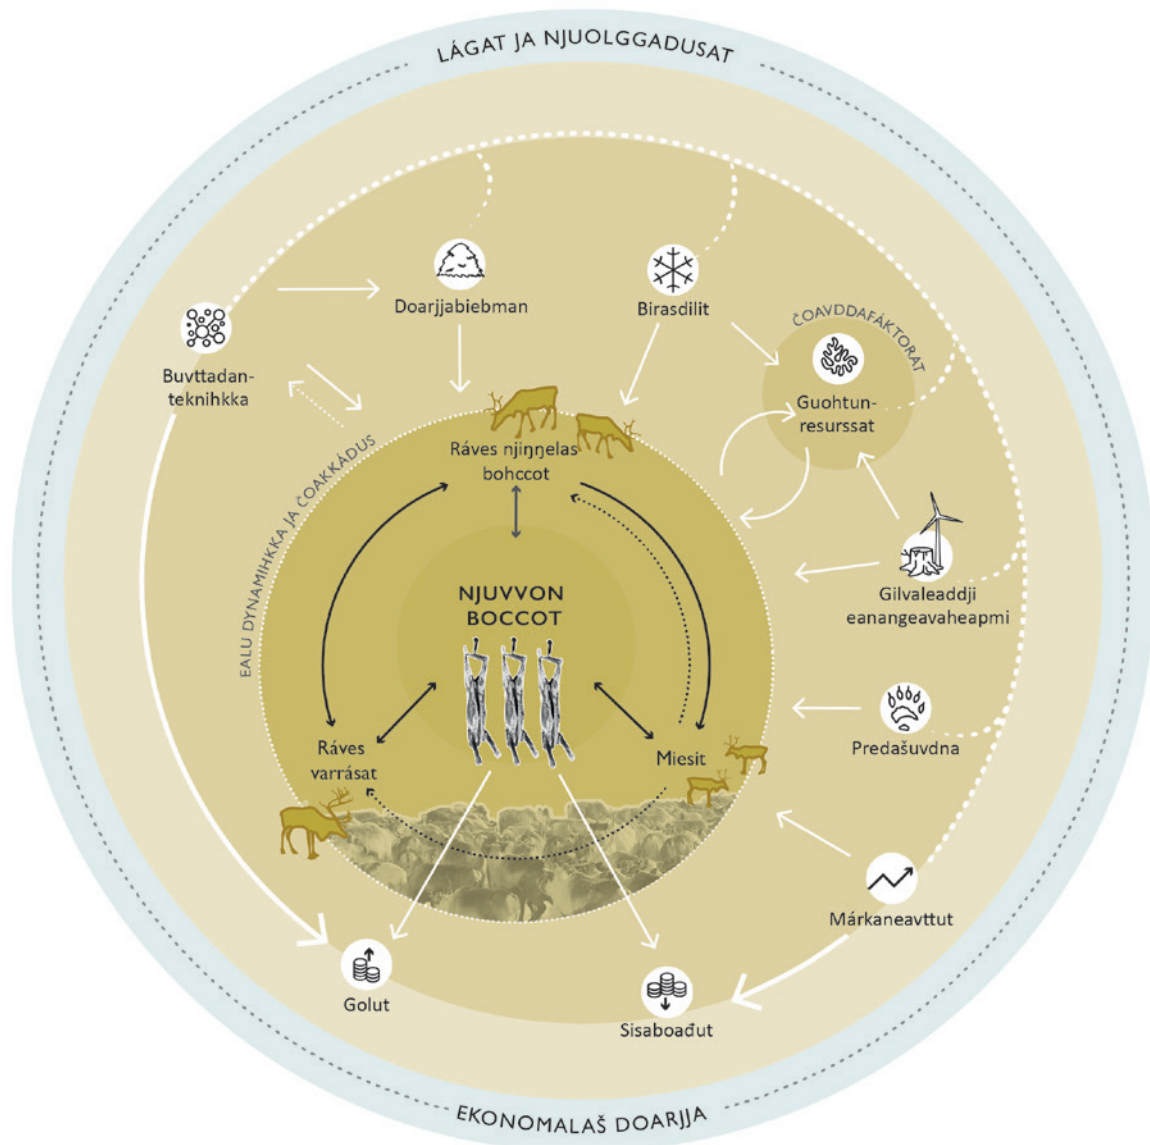 LÁGAT JA NJUOLGGADUSAT
Doarjjabiebman
Birasdilit
ČOAVDDAFÁKTORAT
Buvttadan-
teknihkka
Guohtun-
resurssat
EALU DYNAMIHKKA JA ČOAKKÁDUS
Ráves njiŋŋelas
bohccot
NJUVVON
BOCCOT
Gilvaleaddji
eanangeavaheapmi
Ráves
varrásat
Miesit
Predašuvdna
Márkaneavttut
Golut
Sisaboađut
EKONOMALAŠ DOARJJA